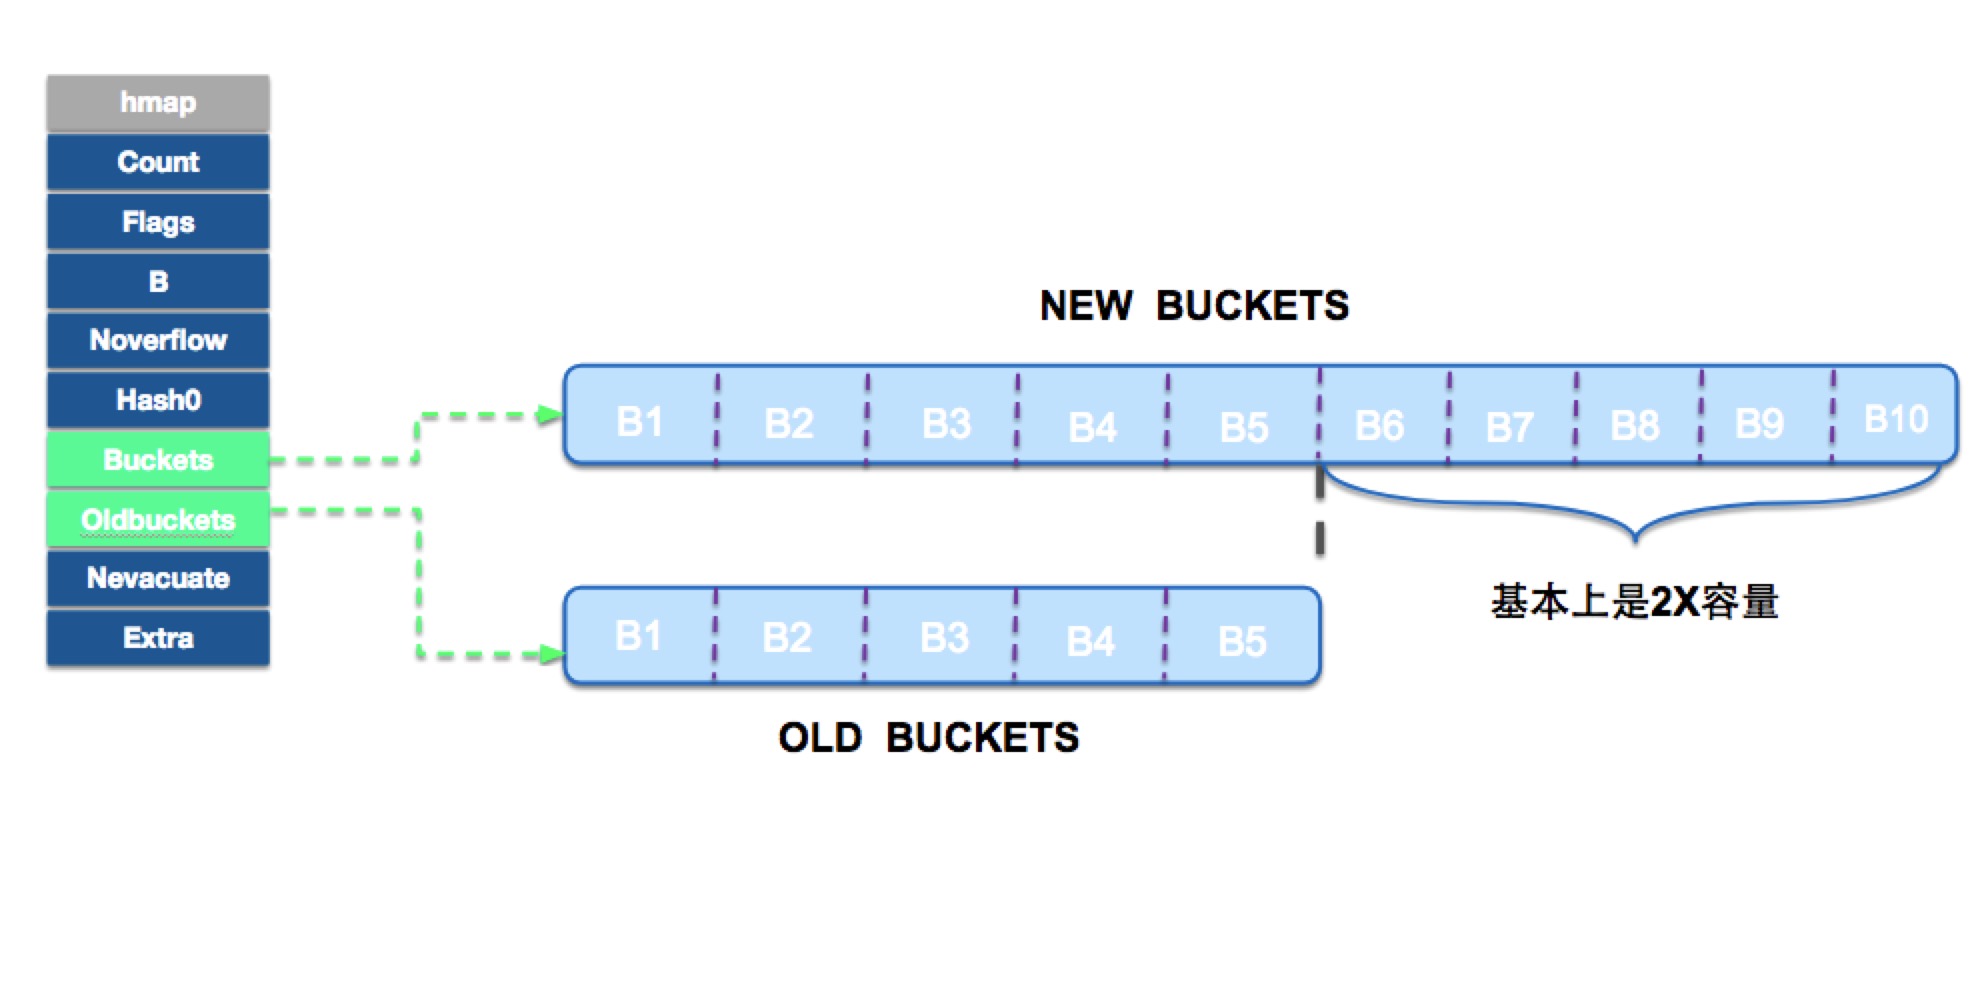 hmap
Count
Flags
B
Noverflow
Hash0
Buckets
Oldbuckets
Nevacuate
Extra
NEW BUCKETS
B1 B2 B3 B4 B5 B6 B7 B8 B9 B10
基本上是2X容量
B1 B2 B3 B4 B5
OLD BUCKETS